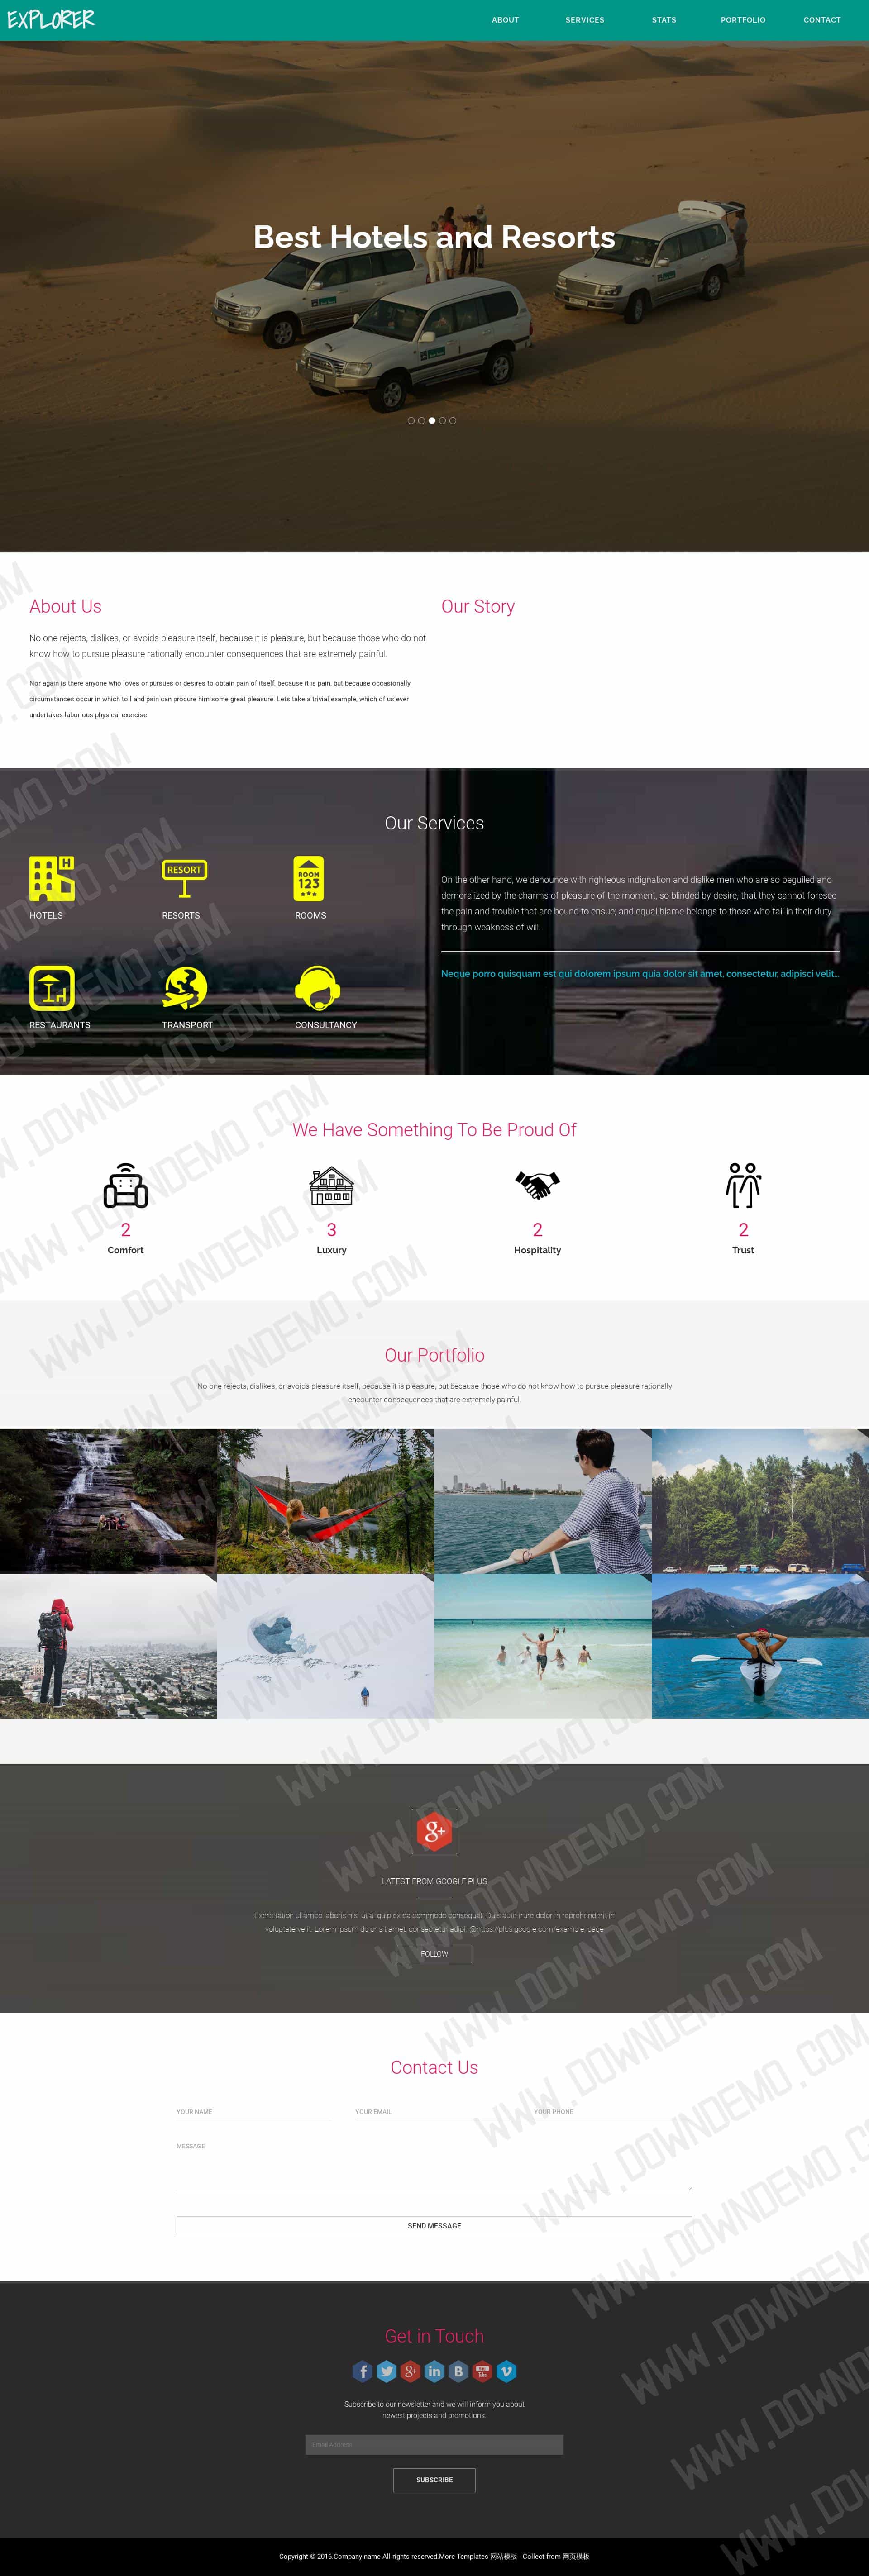 EXPLORER
ABOUT SERVICES STATS PORTFOLIO CONTACT
Best Hotels and Resorts
About Us
No one rejects, dislikes, or avoids pleasure itself, because it is pleasure, but because those who do not
know how to pursue pleasure rationally encounter consequences that are extremely painful.
Nor again is there anyone who loves or pursues or desires to obtain pain of itself, because it is pain, but because occasionally
circumstances occur in which toil and pain can procure him some great pleasure. Lets take a trivial example, which of us ever
undertakes laborious physical exercise.
Our Story
Our Services
H
RESORT
ROOM
123
HOTELS
RESORTS
ROOMS
RESTAURANTS
TRANSPORT
CONSULTANCY
On the other hand, we denounce with righteous indignation and dislike men who are so beguiled and
demoralized by the charms of pleasure of the moment, so blinded by desire, that they cannot foresee
the pain and trouble that are bound to ensue; and equal blame belongs to those who fail in their duty
through weakness of will.
Neque porro quisquam est qui dolorem ipsum quia dolor sit amet, consectetur, adipisci velit...
We Have Something To Be Proud Of
2
3
2
2
Comfort
Luxury
Hospitality
Trust
Our Portfolio
No one rejects, dislikes, or avoids pleasure itself, because it is pleasure, but because those who do not know how to pursue pleasure rationally
encounter consequences that are extremely painful.
g+
LATEST FROM GOOGLE PLUS
Exercitation ullamco laboris nisi ut aliquip ex ea commodo consequat. Duis aute irure dolor in reprehenderit in
voluptate velit. Lorem ipsum dolor sit amet, consectetur adipi. @https://plus.google.com/example_page
FOLLOW
Contact Us
YOUR NAME
YOUR EMAIL
YOUR PHONE
MESSAGE
SEND MESSAGE
Get in Touch
f g+ in B You Tube v
Subscribe to our newsletter and we will inform you about
newest projects and promotions.
Email Address
SUBSCRIBE
Copyright © 2016.Company name All rights reserved.More Templates 网站模板 - Collect from 网页模板
WWW.DOWNDEMO.COM